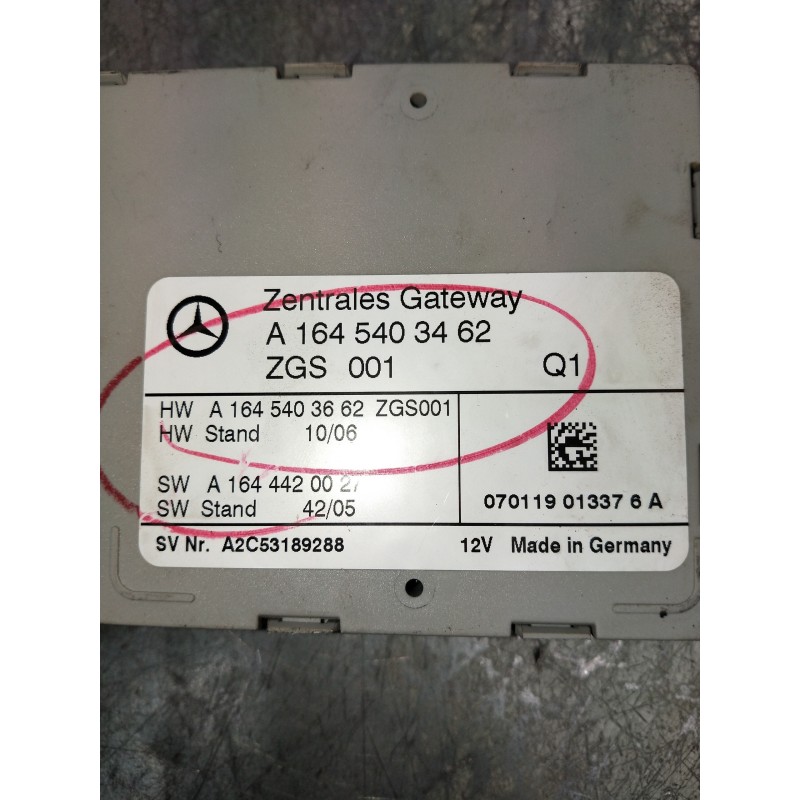 Zentrales Gateway
A 164 540 34 62
ZGS 001 Q1
HW A 164 540 36 62 ZGS001
HW Stand 10/06
SW A 164 442 00 27
SW Stand 42/05
070119 01337 6 A
SV Nr. A2C53189288 12V Made in Germany